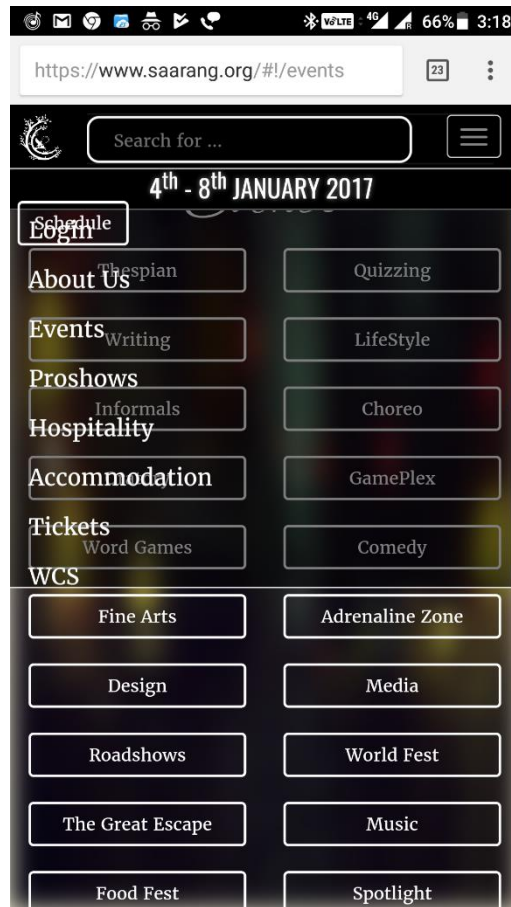 VoLTE 4G R 66% 3:18
https://www.saarang.org/#!/events 23
Search for ...
4th - 8th JANUARY 2017
Schedule
Login
Thespian Quizzing
About Us
Events
Writing LifeStyle
Proshows
Informals Choreo
Hospitality
Accommodation GamePlex
Tickets
Word Games Comedy
WCS
Fine Arts Adrenaline Zone
Design Media
Roadshows World Fest
The Great Escape Music
Food Fest Spotlight